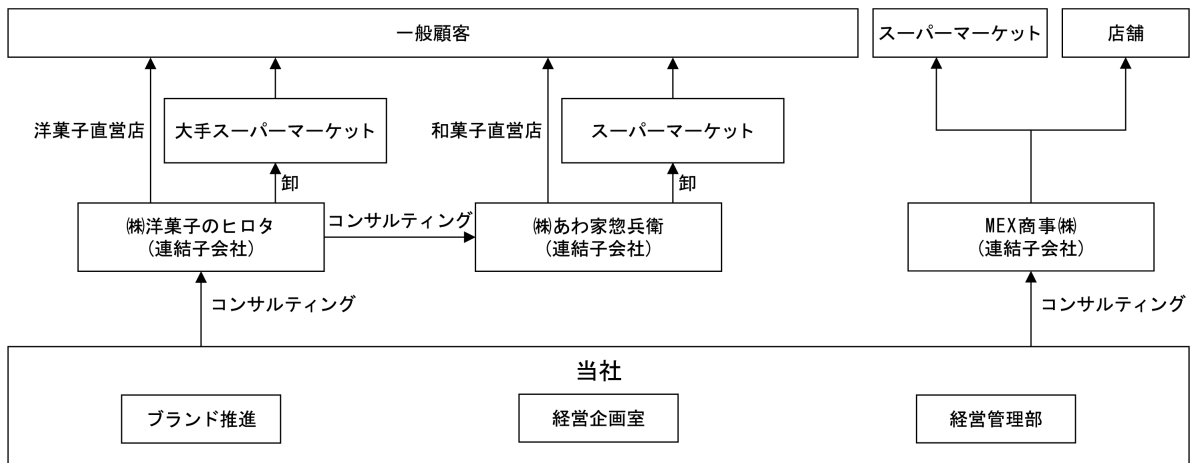 一般顧客
スーパーマーケット
店舗
洋菓子直営店
大手スーパーマーケット
和菓子直営店
スーパーマーケット
卸
卸
㈱洋菓子のヒロタ
(連結子会社)
コンサルティング
㈱あわ家惣兵衛
(連結子会社)
MEX商事㈱
(連結子会社)
コンサルティング
コンサルティング
当社
ブランド推進
経営企画室
経営管理部